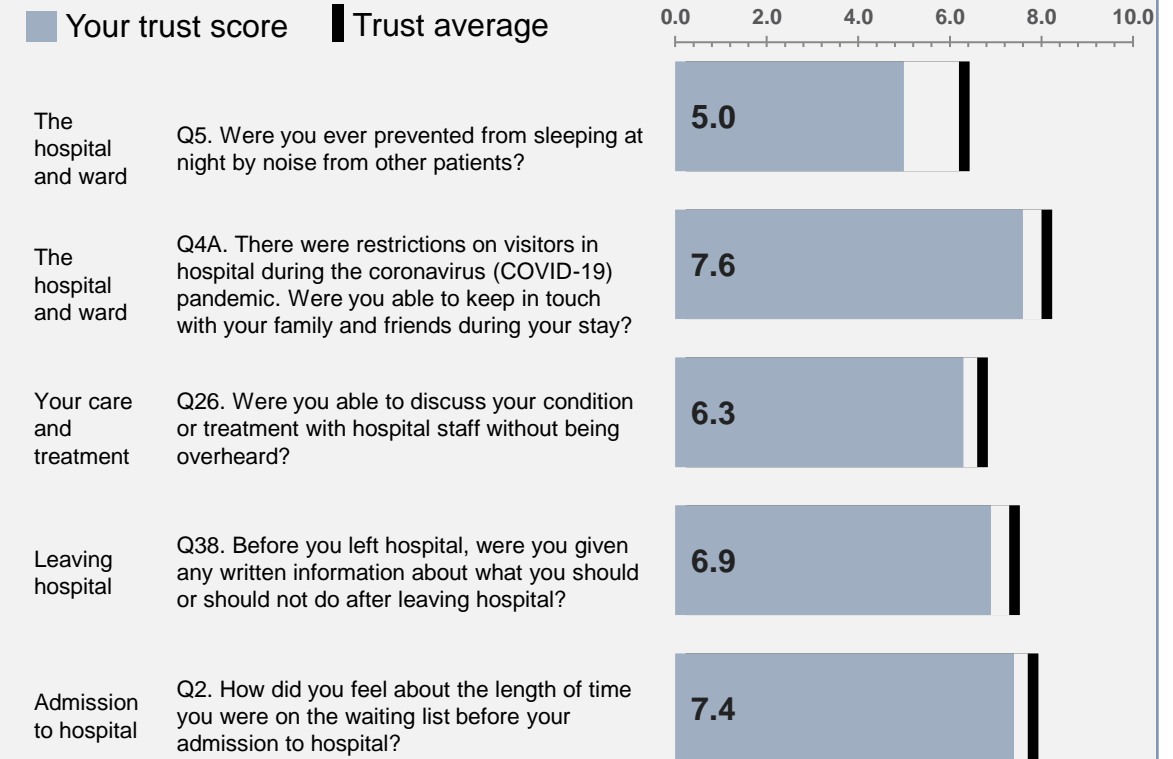 Your trust score Trust average
0.0 2.0 4.0 6.0 8.0 10.0
The
hospital
and ward
Q5. Were you ever prevented from sleeping at
night by noise from other patients?
5.0
The
hospital
and ward
Q4A. There were restrictions on visitors in
hospital during the coronavirus (COVID-19)
pandemic. Were you able to keep in touch
with your family and friends during your stay?
7.6
Your care
and
treatment
Q26. Were you able to discuss your condition
or treatment with hospital staff without being
overheard?
6.3
Leaving
hospital
Q38. Before you left hospital, were you given
any written information about what you should
or should not do after leaving hospital?
6.9
Admission
to hospital
Q2. How did you feel about the length of time
you were on the waiting list before your
admission to hospital?
7.4